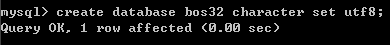 mysql> create database bos32 character set utf8;
Query OK, 1 row affected (0.00 sec)